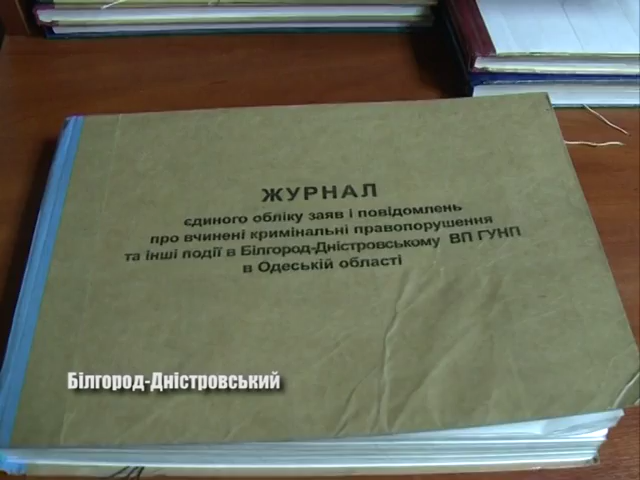 ЖУРНАЛ
єдиного обліку заяв і повідомлень
про вчинені кримінальні правопорушення
та інші події в Білгород-Дністровському ВП ГУНП
в Одеській області
Білгород-Дністровський